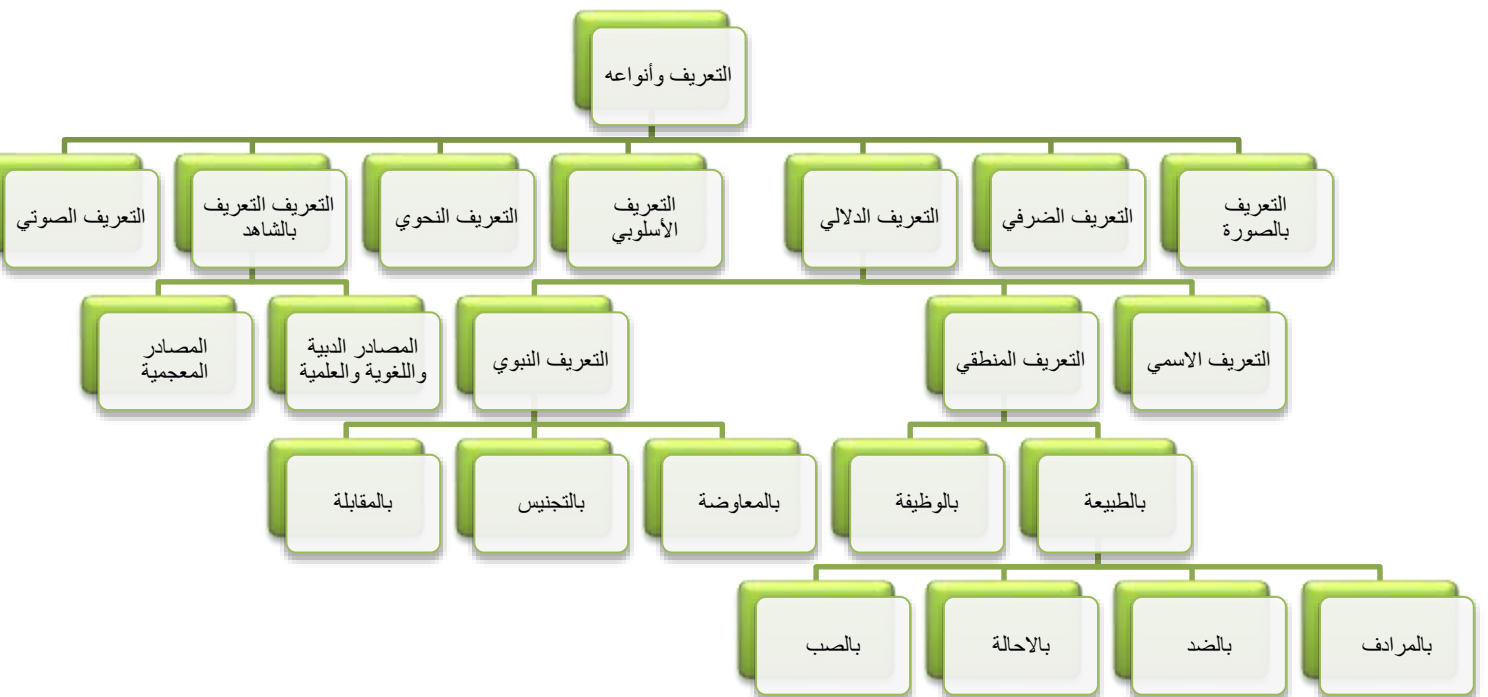 التعريف وأنواعه
التعريف
بالصورة
التعريف الضرفي
التعريف الدلالي
التعريف
الأسلوبي
التعريف النحوي
التعريف التعريف
بالشاهد
التعريف الصوتي
التعريف الاسمي
التعريف المنطقي
التعريف النبوي
المصادر الدبية
واللغوية والعلمية
المصادر
المعجمية
بالطبيعة
بالوظيفة
بالمعاوضة
بالتجنيس
بالمقابلة
بالمرادف
بالضد
بالاحالة
بالصب